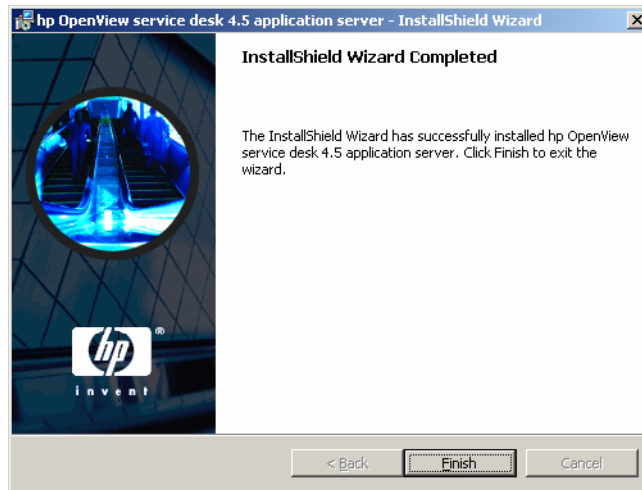 hp OpenView service desk 4.5 application server - InstallShield Wizard
InstallShield Wizard Completed
The InstallShield Wizard has successfully installed hp OpenView
service desk 4.5 application server. Click Finish to exit the
wizard.
hp
®
invent
< Back
Finish
Cancel